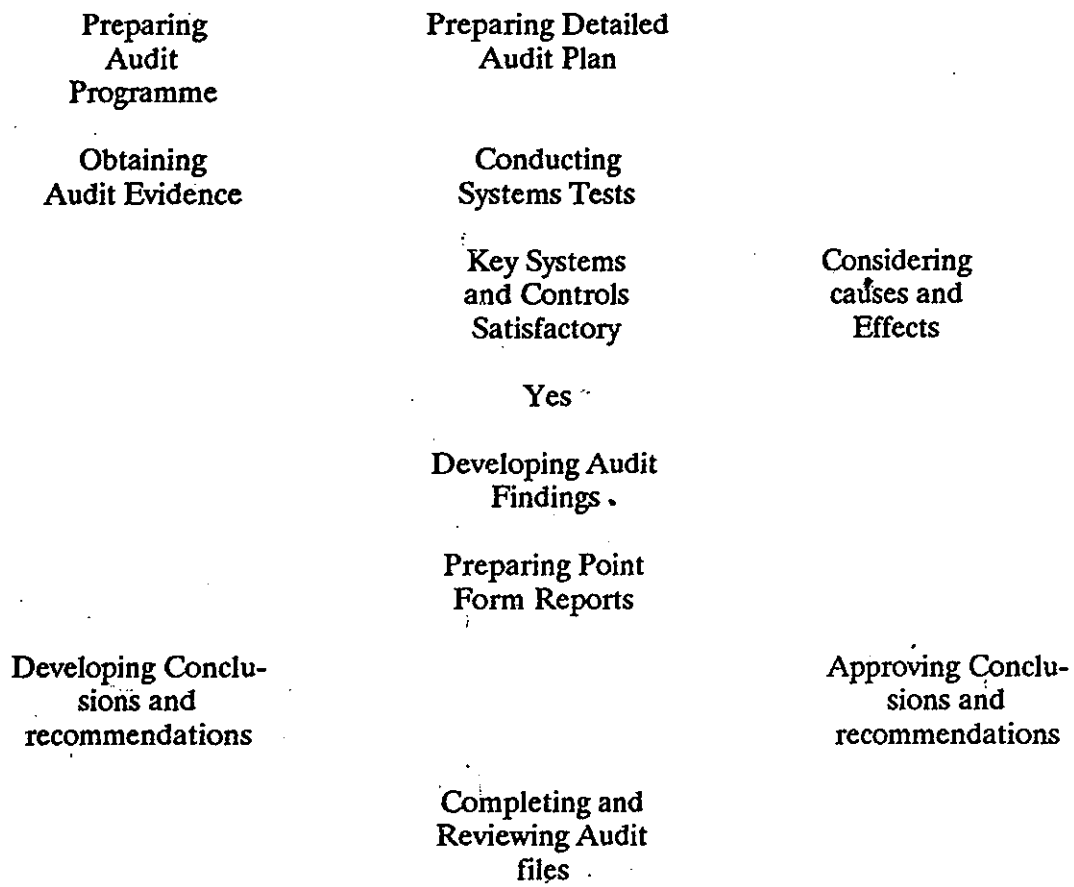 Preparing
Audit
Programme
Preparing Detailed
Audit Plan
Obtaining
Audit Evidence
Conducting
Systems Tests
Key Systems
and Controls
Satisfactory
Considering
causes and
Effects
Yes
Developing Audit
Findings
Preparing Point
Form Reports
Developing Conclu-
sions and
recommendations
Approving Conclu-
sions and
recommendations
Completing and
Reviewing Audit
files